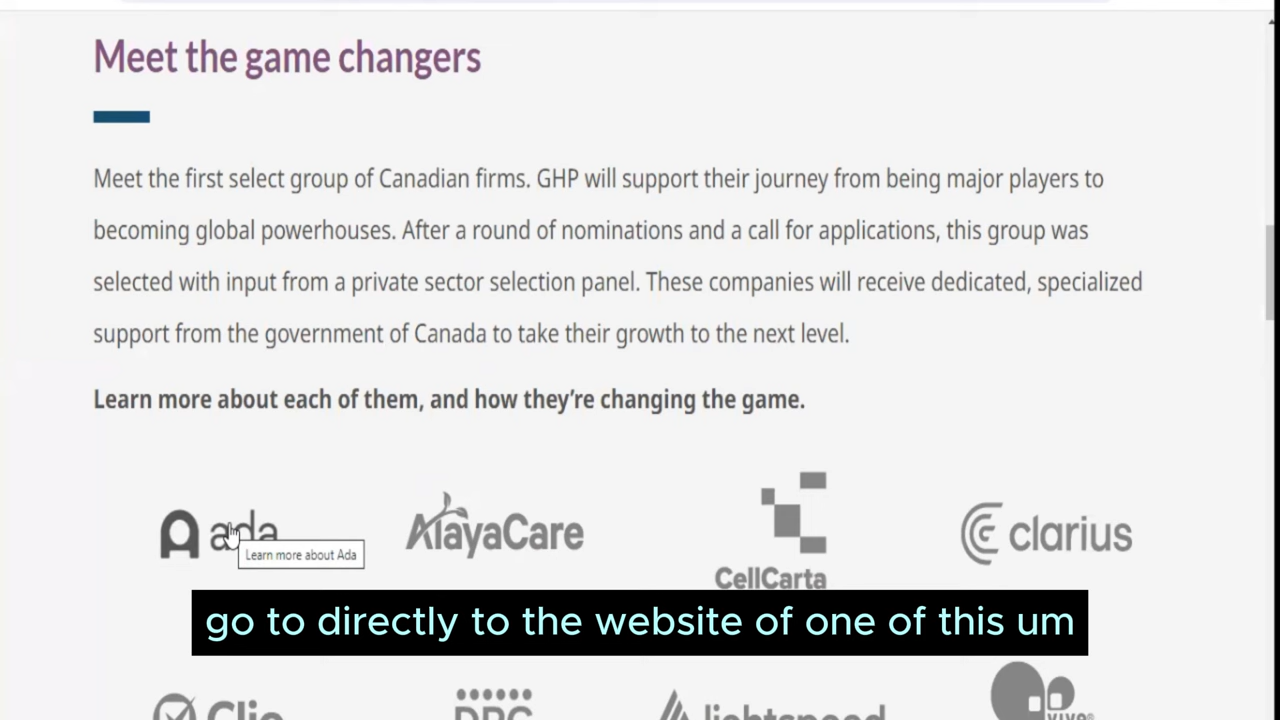 Meet the game changers
Meet the first select group of Canadian firms. GHP will support their journey from being major players to
becoming global powerhouses. After a round of nominations and a call for applications, this group was
selected with input from a private sector selection panel. These companies will receive dedicated, specialized
support from the government of Canada to take their growth to the next level.
Learn more about each of them, and how they're changing the game.
ada AlayaCare CellCarta clarius
Learn more about Ada
go to directly to the website of one of this um
Clio DRC lightspeed VIVO